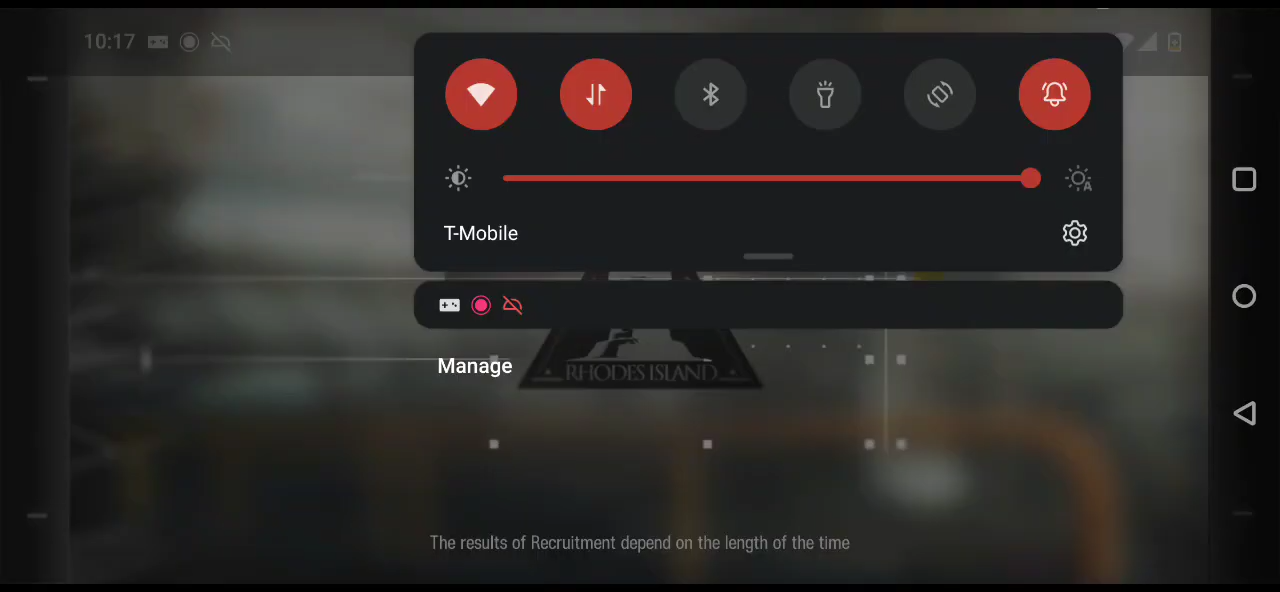 10:17
T-Mobile
Manage
RHODES ISLAND
The results of Recruitment depend on the length of the time